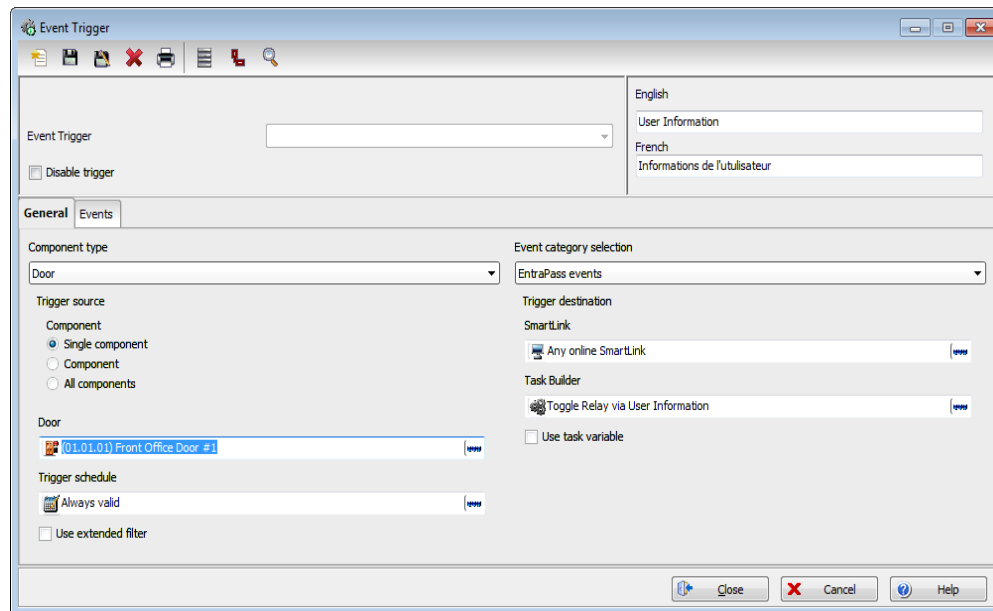 Event Trigger
English
User Information
Event Trigger
French
Informations de l'utulisateur
Disable trigger
General Events
Component type
Door
Event category selection
EntraPass events
Trigger source
Component
Single component
Component
All components
Trigger destination
SmartLink
Any online SmartLink
Task Builder
Toggle Relay via User Information
Use task variable
Door
(01.01.01) Front Office Door #1
Trigger schedule
Always valid
Use extended filter
Close Cancel Help